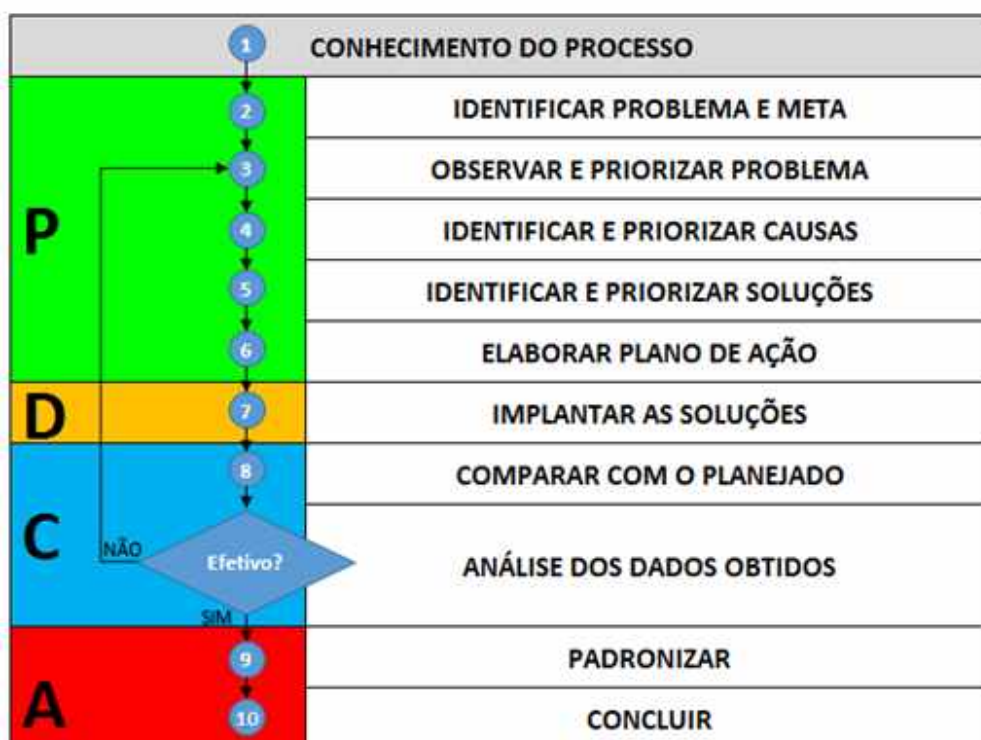 1 CONHECIMENTO DO PROCESSO
P
2 IDENTIFICAR PROBLEMA E META
3 OBSERVAR E PRIORIZAR PROBLEMA
4 IDENTIFICAR E PRIORIZAR CAUSAS
5 IDENTIFICAR E PRIORIZAR SOLUÇÕES
6 ELABORAR PLANO DE AÇÃO
D
7 IMPLANTAR AS SOLUÇÕES
C
8 COMPARAR COM O PLANEJADO
NÃO
Efetivo? ANÁLISE DOS DADOS OBTIDOS
SIM
A
9 PADRONIZAR
10 CONCLUIR